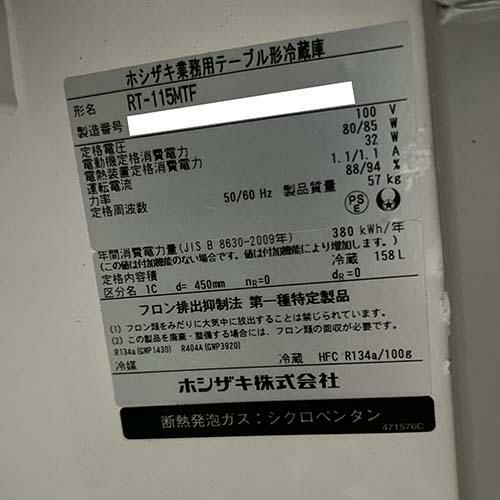 ホシザキ業務用テーブル形冷蔵庫
形名 RT-115MTF
製造番号
定格電圧 100 V
電動機定格消費電力 80/85 W
電熱装置定格消費電力 32 W
運転電流 1.1/1.1 A
力率 88/94 %
定格周波数 50/60 Hz 製品質量 57 kg
PS
E
年間消費電力量(JIS B 8630-2009年) 380 kWh/年
(この値は付加機能のない場合です。値は付加機能により増加します。)
定格内容積 冷蔵 158 L
区分名 1C d= 450mm nR=0 dR=0
フロン排出抑制法 第一種特定製品
(1) フロン類をみだりに大気中に放出することは禁じられています。
(2) この製品を廃棄・整備する場合には、フロン類の回収が必要です。
R134a(GWP1430) R404A(GWP3920)
冷媒 冷蔵 HFC R134a/100g
ホシザキ株式会社
断熱発泡ガス:シクロペンタン
471576C